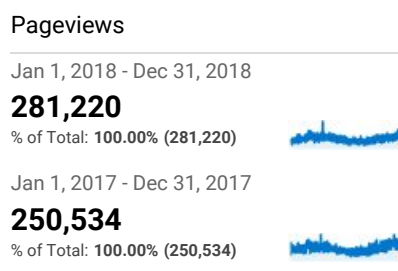 Pageviews
Jan 1, 2018 - Dec 31, 2018
281,220
% of Total: 100.00% (281,220)
Jan 1, 2017 - Dec 31, 2017
250,534
% of Total: 100.00% (250,534)